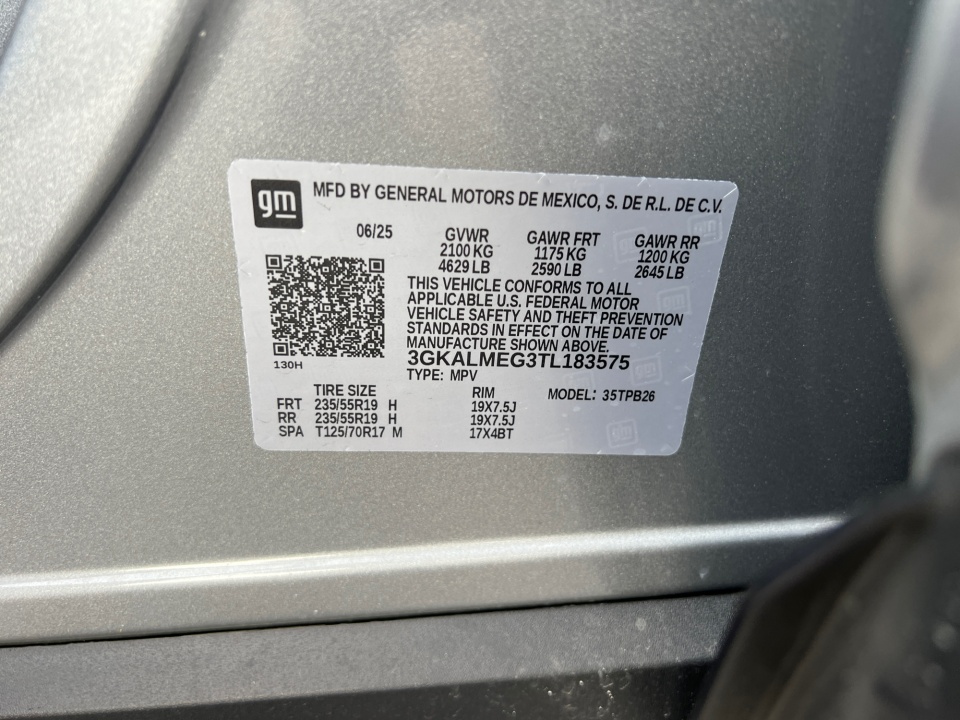 gm MFD BY GENERAL MOTORS DE MEXICO, S. DE R.L. DE C.V.
06/25 GVWR GAWR FRT GAWR RR
2100 KG 1175 KG 1200 KG
4629 LB 2590 LB 2645 LB
THIS VEHICLE CONFORMS TO ALL
APPLICABLE U.S. FEDERAL MOTOR
VEHICLE SAFETY AND THEFT PREVENTION
STANDARDS IN EFFECT ON THE DATE OF
MANUFACTURE SHOWN ABOVE.
130H
3GKALMEG3TL183575
TYPE: MPV
TIRE SIZE RIM MODEL: 35TPB26
FRT 235/55R19 H 19X7.5J
RR 235/55R19 H 19X7.5J
SPA T125/70R17 M 17X4BT